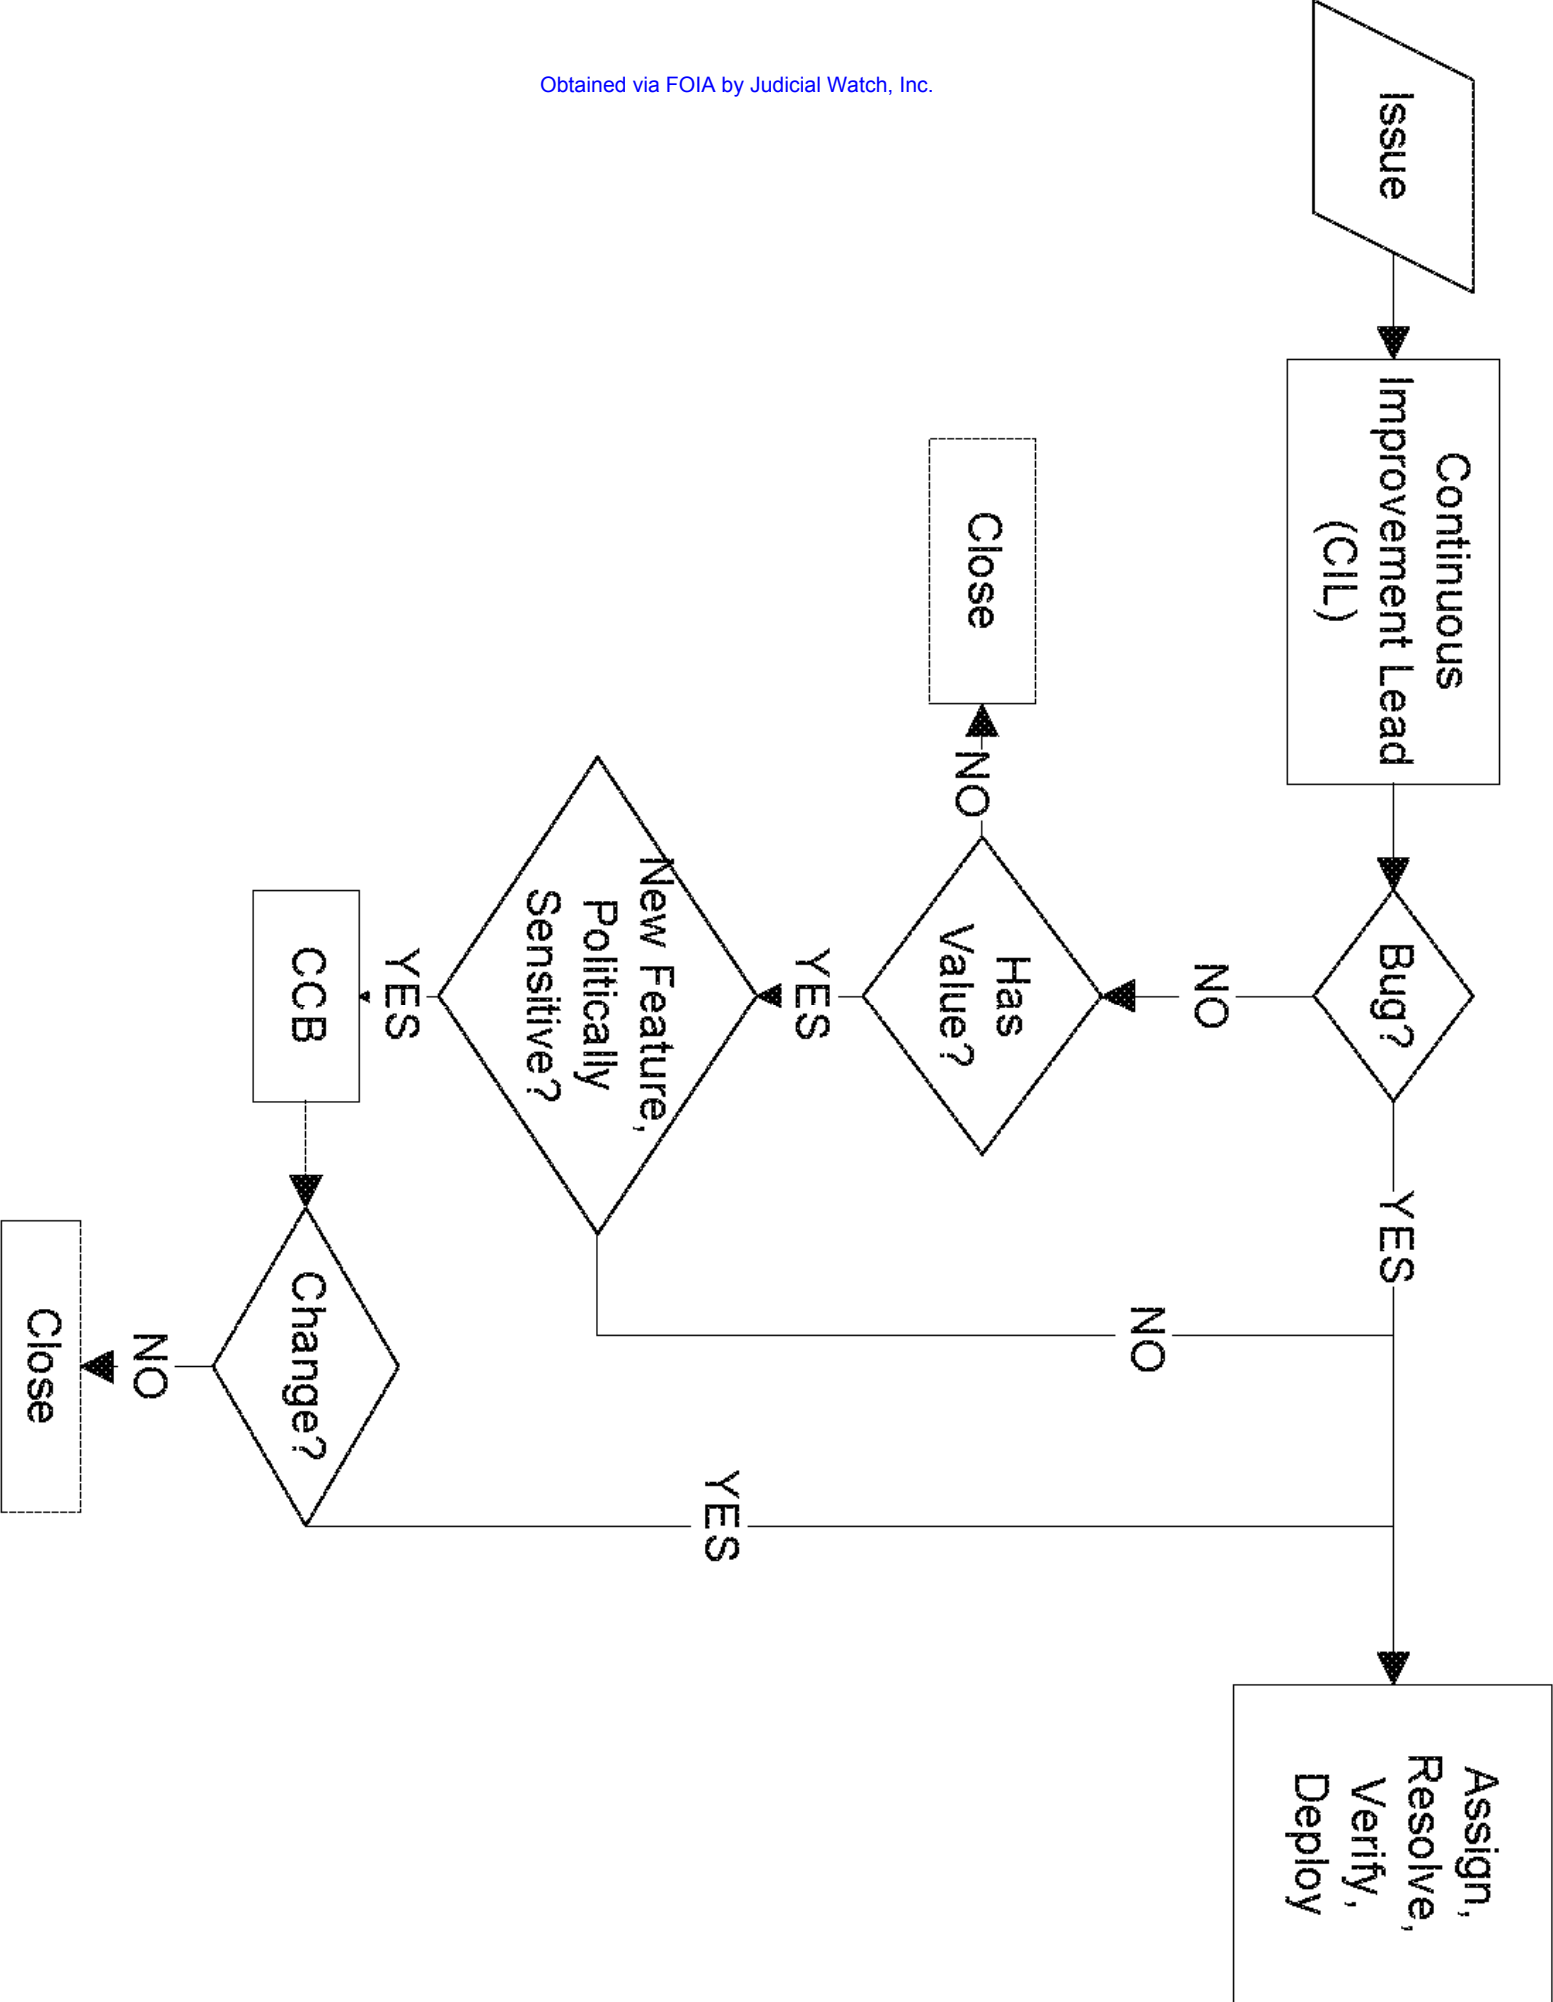 Obtained via FOIA by Judicial Watch, Inc.
Issue
Continuous
Improvement Lead
(CIL)
Bug?
YES
Assign,
Resolve,
Verify,
Deploy
NO
Close
NO
Has
Value?
YES
New Feature,
Politically
Sensitive?
NO
YES
CCB
Change?
YES
NO
Close